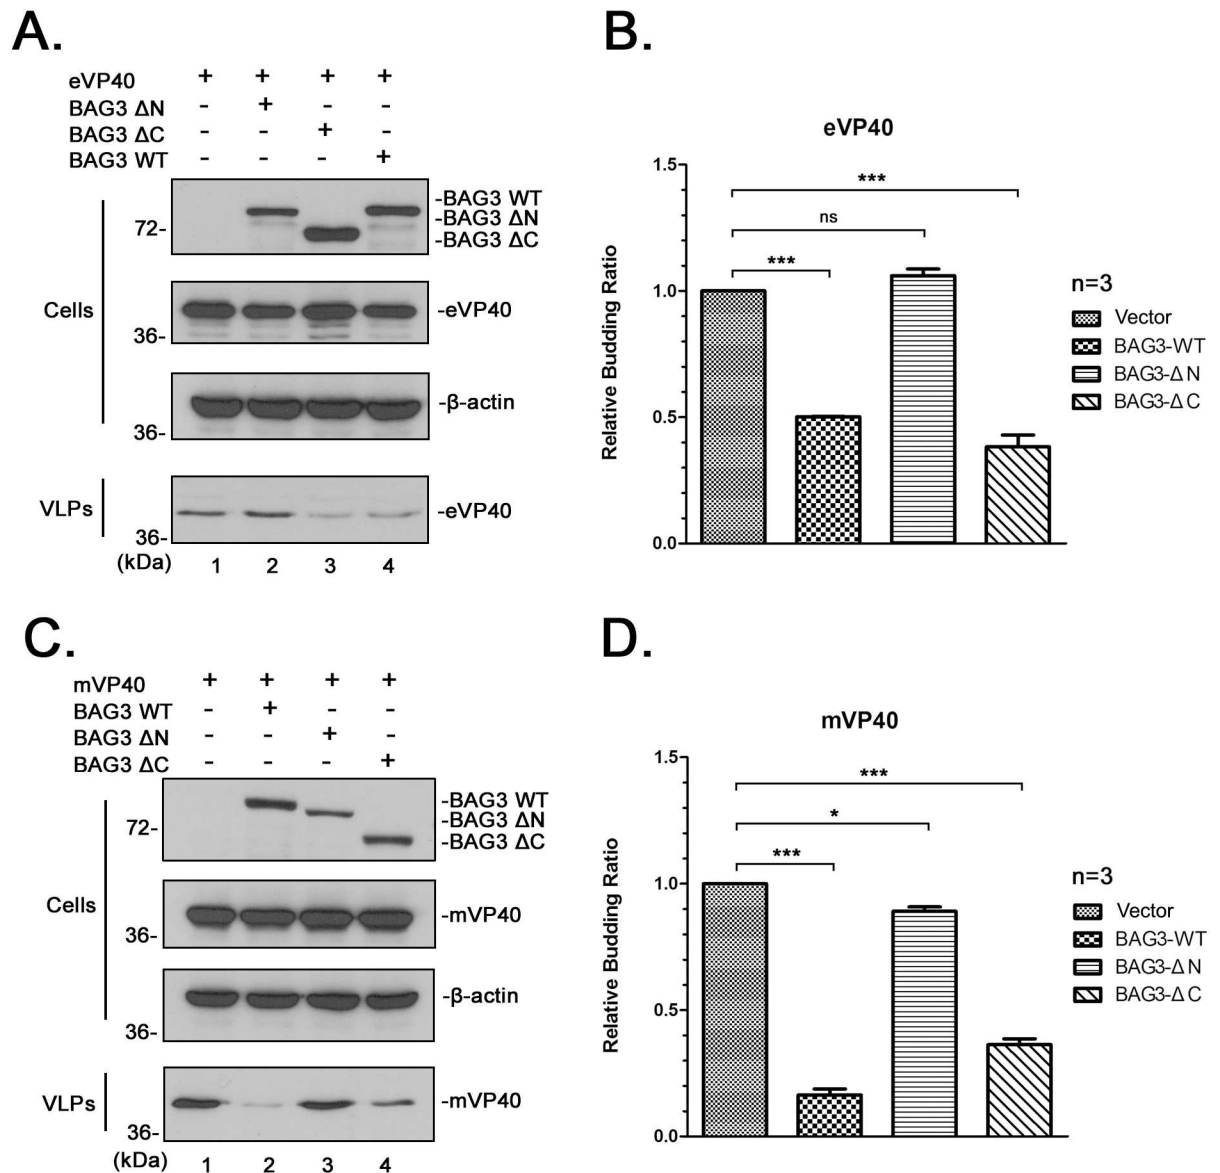 A.
eVP40 + + + +
BAG3 ΔN - + - -
BAG3 ΔC - - + -
BAG3 WT - - - +
72-
-BAG3 WT
-BAG3 ΔN
-BAG3 ΔC
Cells
-eVP40
36-
-β-actin
36-
VLPs
-eVP40
36-
(kDa) 1 2 3 4
B.
eVP40
Relative Budding Ratio
1.5
1.0
0.5
0.0
***
ns
***
n=3
Vector
BAG3-WT
BAG3-ΔN
BAG3-ΔC
C.
mVP40 + + + +
BAG3 WT - + - -
BAG3 ΔN - - + -
BAG3 ΔC - - - +
72-
-BAG3 WT
-BAG3 ΔN
-BAG3 ΔC
Cells
-mVP40
36-
-β-actin
36-
VLPs
-mVP40
36-
(kDa) 1 2 3 4
D.
mVP40
Relative Budding Ratio
1.5
1.0
0.5
0.0
***
*
***
n=3
Vector
BAG3-WT
BAG3-ΔN
BAG3-ΔC